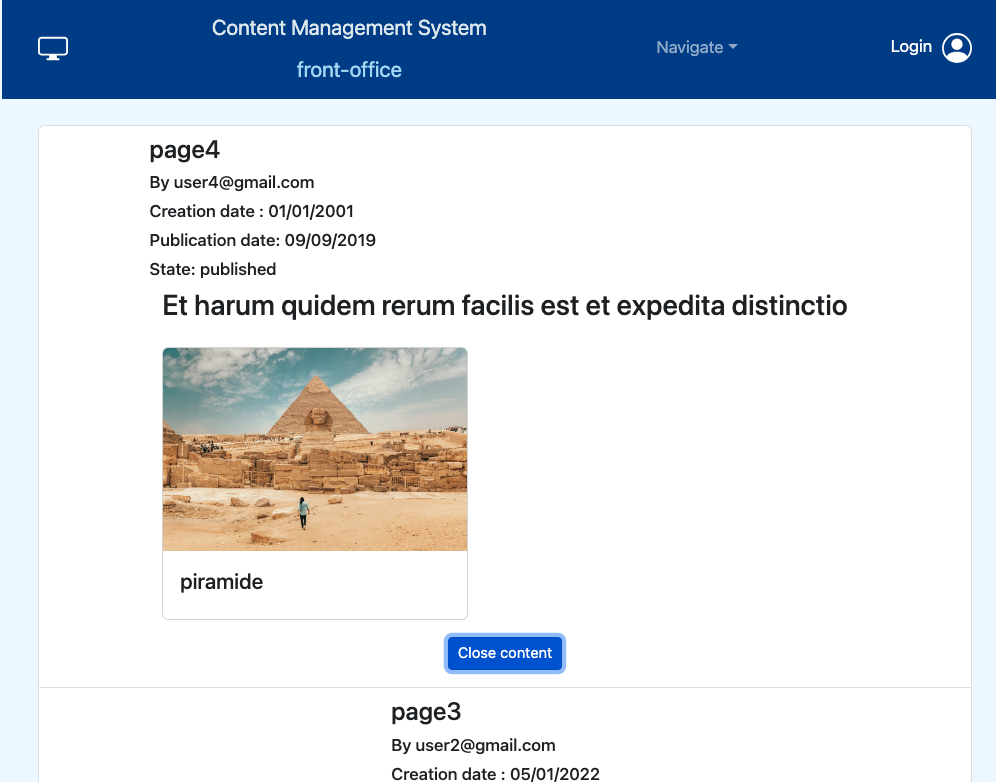 Content Management System
front-office
Navigate
Login
page4
By user4@gmail.com
Creation date : 01/01/2001
Publication date: 09/09/2019
State: published
Et harum quidem rerum facilis est et expedita distinctio
piramide
Close content
page3
By user2@gmail.com
Creation date : 05/01/2022